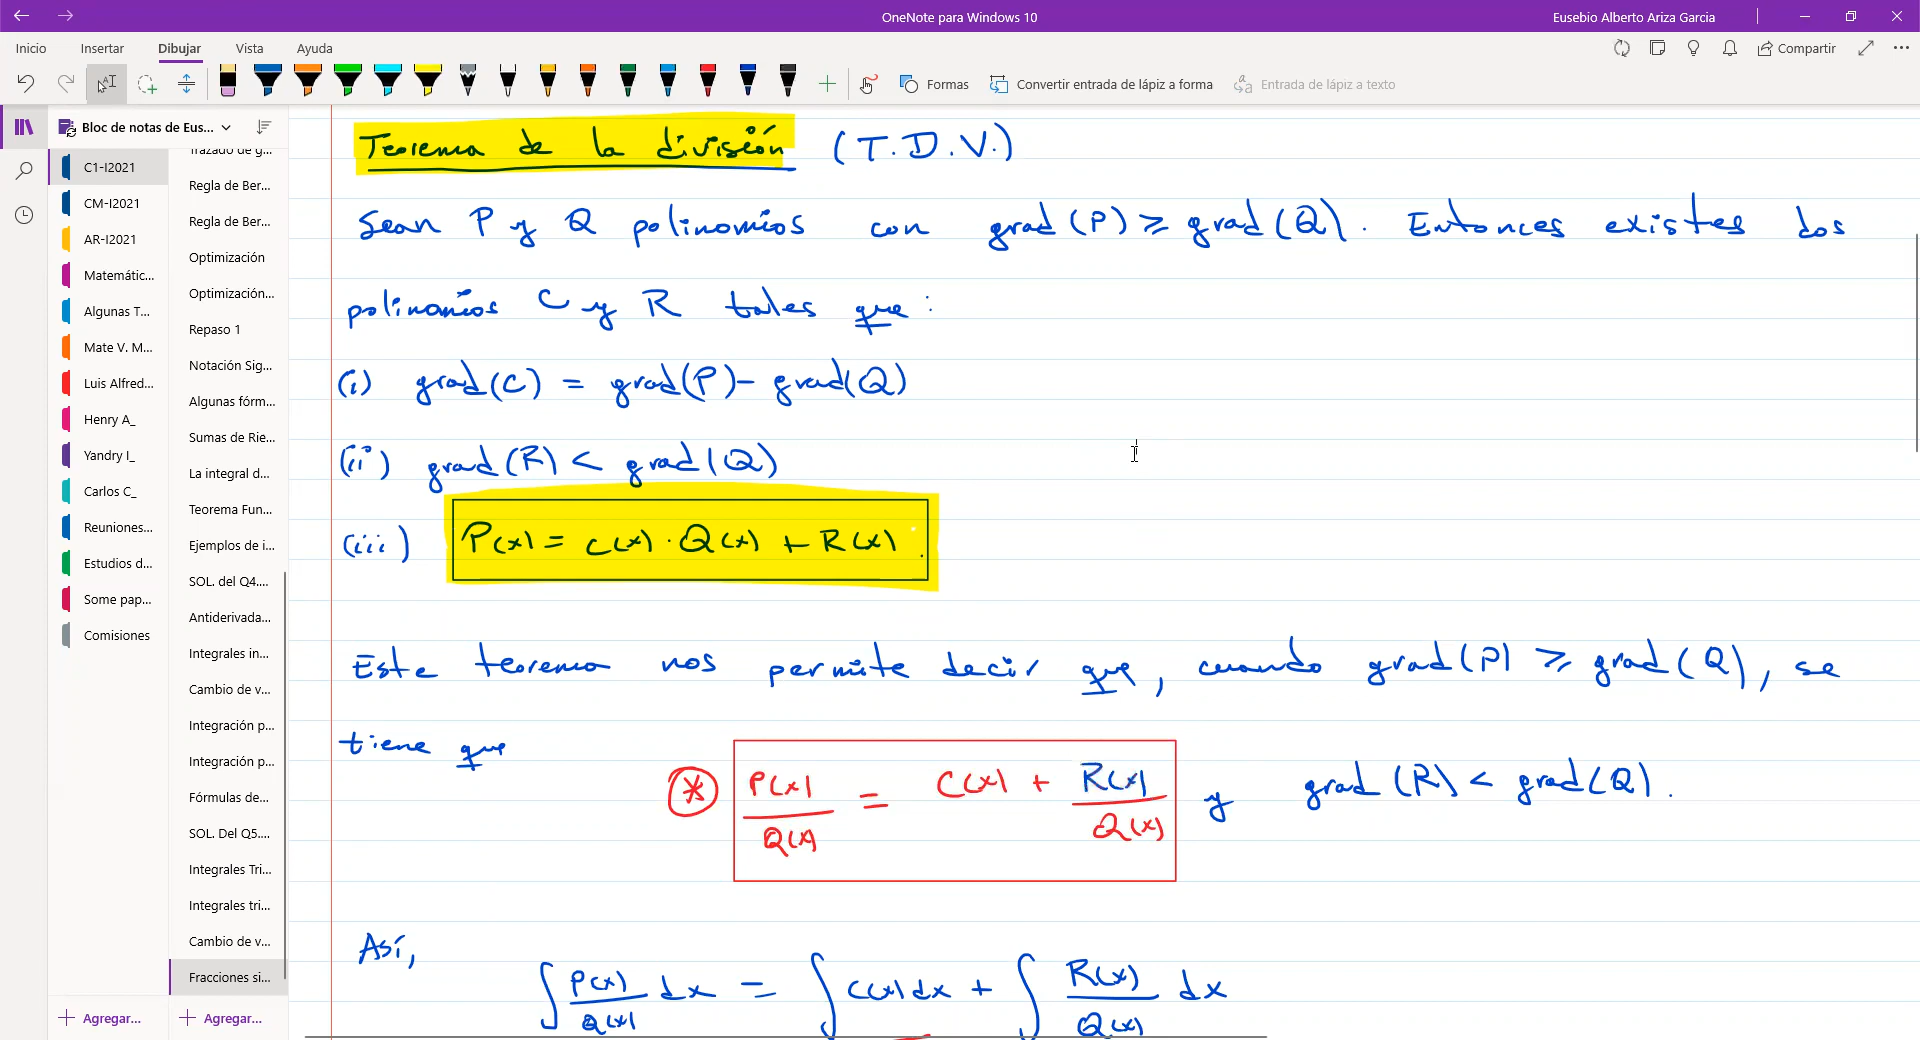 OneNote para Windows 10
Eusebio Alberto Ariza Garcia
Inicio Insertar Dibujar Vista Ayuda
Compartir
Formas Convertir entrada de lápiz a forma Entrada de lápiz a texto
Bloc de notas de Eus...
C1-I2021
CM-I2021
AR-I2021
Matemátic...
Algunas T...
Mate V. M...
Luis Alfred...
Henry A_
Yandry I_
Carlos C_
Reuniones...
Estudios d...
Some pap...
Comisiones
Agregar...
Trazado de g...
Regla de Ber...
Regla de Ber...
Optimización
Optimización...
Repaso 1
Notación Sig...
Algunas fórm...
Sumas de Rie...
La integral d...
Teorema Fun...
Ejemplos de i...
SOL. del Q4....
Antiderivada...
Integrales in...
Cambio de v...
Integración p...
Integración p...
Fórmulas de...
SOL. Del Q5....
Integrales Tri...
Integrales tri...
Cambio de v...
Fracciones si...
Agregar...
Teorema de la división (T.D.V.)
Sean P y Q polinomios con grad(P) ≥ grad(Q). Entonces existes dos
polinomios C y R tales que:
(i) grad(C) = grad(P) - grad(Q)
(ii) grad(R) < grad(Q)
(iii) P(x) = C(x) · Q(x) + R(x).
Este teorema nos permite decir que, cuando grad(P) ≥ grad(Q), se
tiene que
(*) P(x)/Q(x) = C(x) + R(x)/Q(x) y grad(R) < grad(Q).
Así,
∫ P(x)/Q(x) dx = ∫ C(x) dx + ∫ R(x)/Q(x) dx